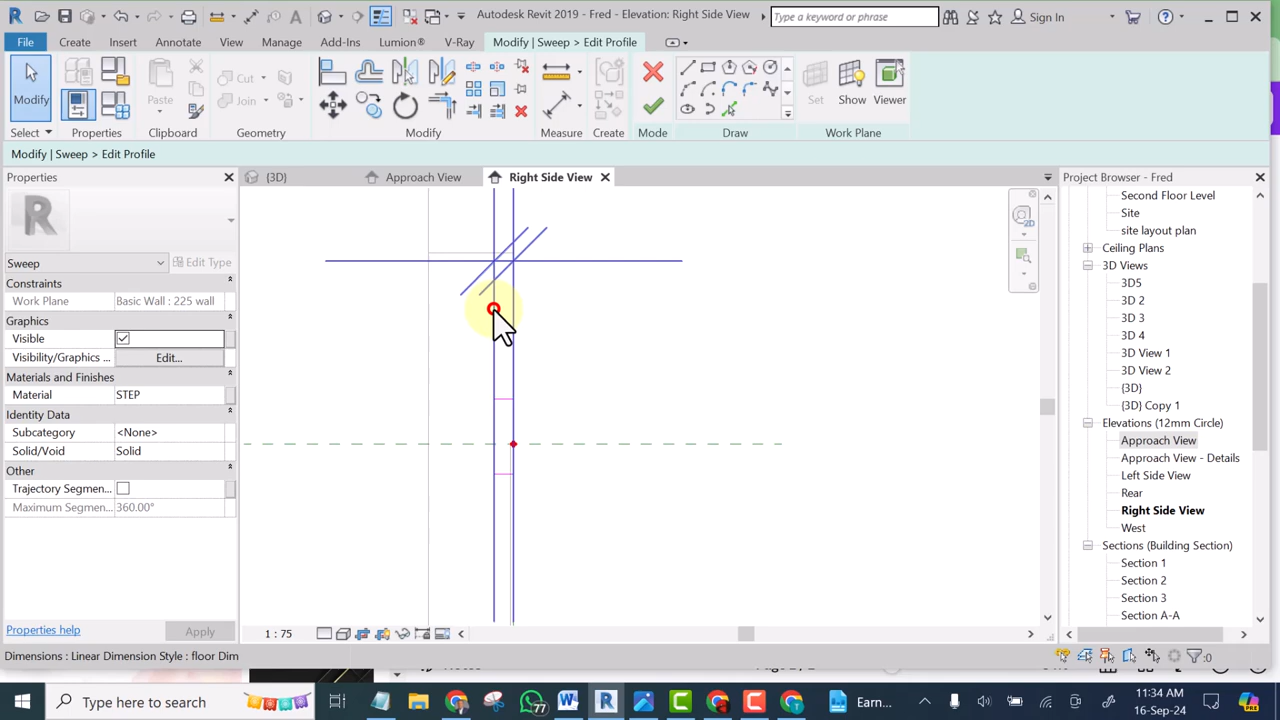 Autodesk Revit 2019 - Fred - Elevation: Right Side View
Type a keyword or phrase
Sign In
File Create Insert Annotate View Manage Add-Ins Lumion® V-Ray Modify | Sweep > Edit Profile
Modify
Paste
Cut
Join
Set Show Viewer
Select Properties Clipboard Geometry Modify Measure Create Mode Draw Work Plane
Modify | Sweep > Edit Profile
Properties
{3D} Approach View Right Side View
Project Browser - Fred
Sweep
Edit Type
Constraints
Work Plane Basic Wall : 225 wall
Graphics
Visible
Visibility/Graphics ... Edit...
Materials and Finishes
Material STEP
Identity Data
Subcategory <None>
Solid/Void Solid
Other
Trajectory Segmen...
Maximum Segmen... 360.00°
Properties help
Apply
Second Floor Level
Site
site layout plan
Ceiling Plans
3D Views
3D5
3D 2
3D 3
3D 4
3D View 1
3D View 2
{3D}
{3D} Copy 1
Elevations (12mm Circle)
Approach View
Approach View - Details
Left Side View
Rear
Right Side View
West
Sections (Building Section)
Section 1
Section 2
Section 3
Section A-A
1 : 75
Dimensions : Linear Dimension Style : floor Dim
:0
Type here to search
77
Earn...
11:34 AM
16-Sep-24